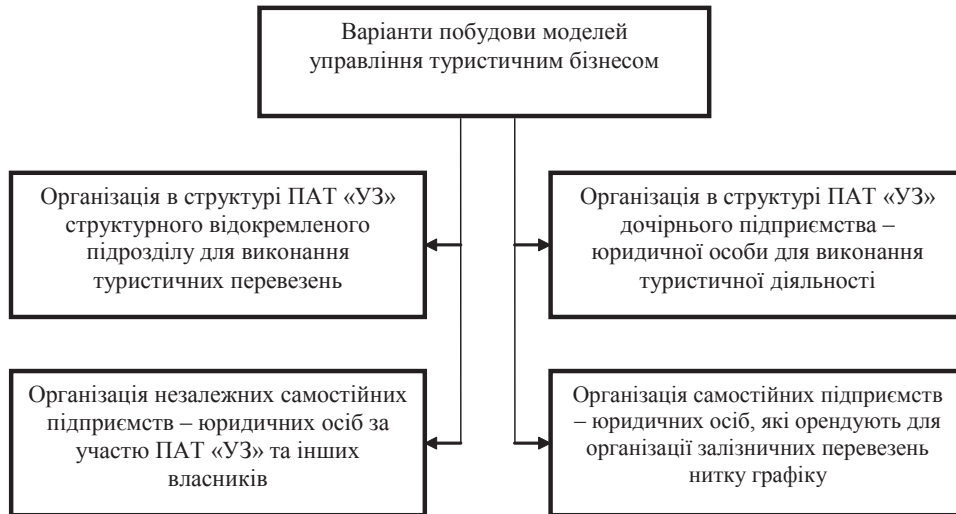 Варіанти побудови моделей
управління туристичним бізнесом
Організація в структурі ПАТ «УЗ»
структурного відокремленого
підрозділу для виконання
туристичних перевезень
Організація в структурі ПАТ «УЗ»
дочірнього підприємства –
юридичної особи для виконання
туристичної діяльності
Організація незалежних самостійних
підприємств – юридичних осіб за
участю ПАТ «УЗ» та інших
власників
Організація самостійних підприємств
– юридичних осіб, які орендують для
організації залізничних перевезень
нитку графіку